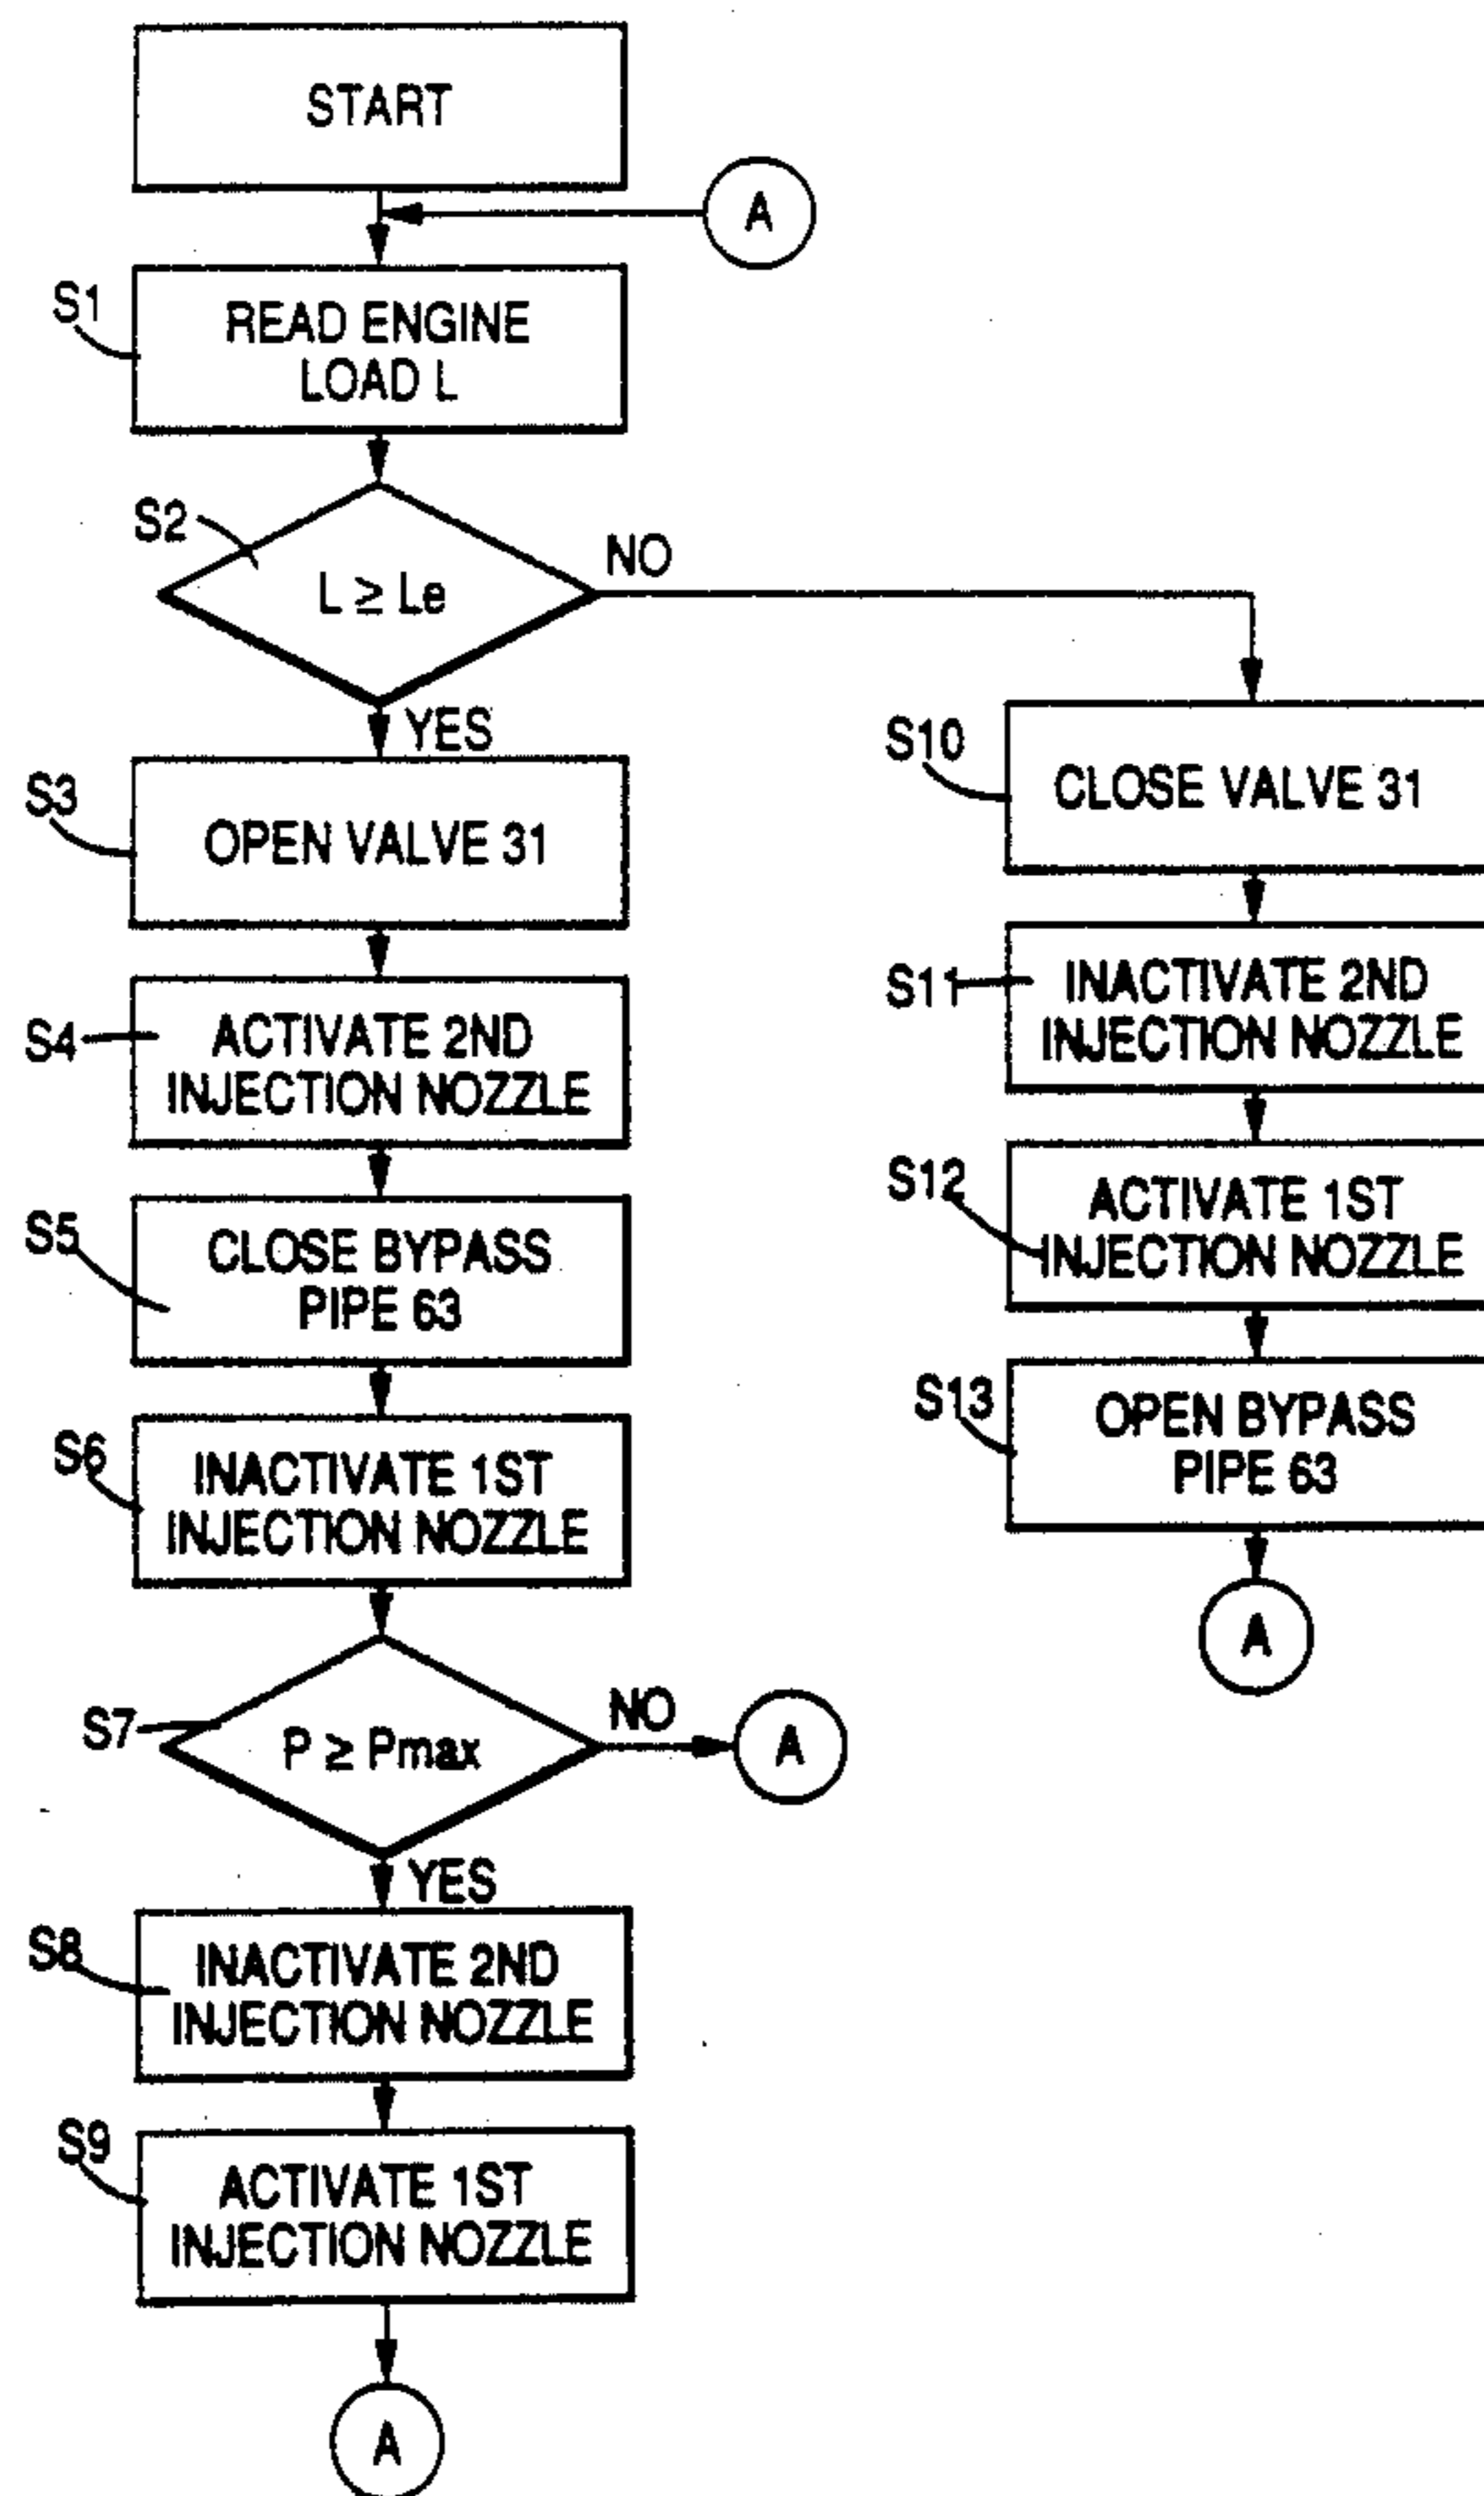 START
A
S1
READ ENGINE
LOAD L
S2
L ≥ Le
NO
YES
S3
OPEN VALVE 31
S4
ACTIVATE 2ND
INJECTION NOZZLE
S5
CLOSE BYPASS
PIPE 63
S6
INACTIVATE 1ST
INJECTION NOZZLE
S7
P ≥ Pmax
NO
A
YES
S8
INACTIVATE 2ND
INJECTION NOZZLE
S9
ACTIVATE 1ST
INJECTION NOZZLE
A
S10
CLOSE VALVE 31
S11
INACTIVATE 2ND
INJECTION NOZZLE
S12
ACTIVATE 1ST
INJECTION NOZZLE
S13
OPEN BYPASS
PIPE 63
A